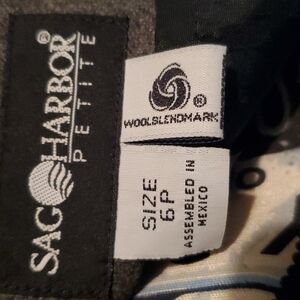 SAG HARBOR®
PETITE
®
WOOLBLENDMARK
SIZE
6P
ASSEMBLED IN
MEXICO